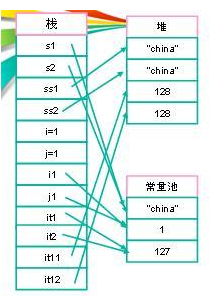 栈
s1
s2
ss1
ss2
i=1
j=1
i1
j1
it1
it2
it11
it12
堆
"china"
"china"
128
128
常量池
"china"
1
127